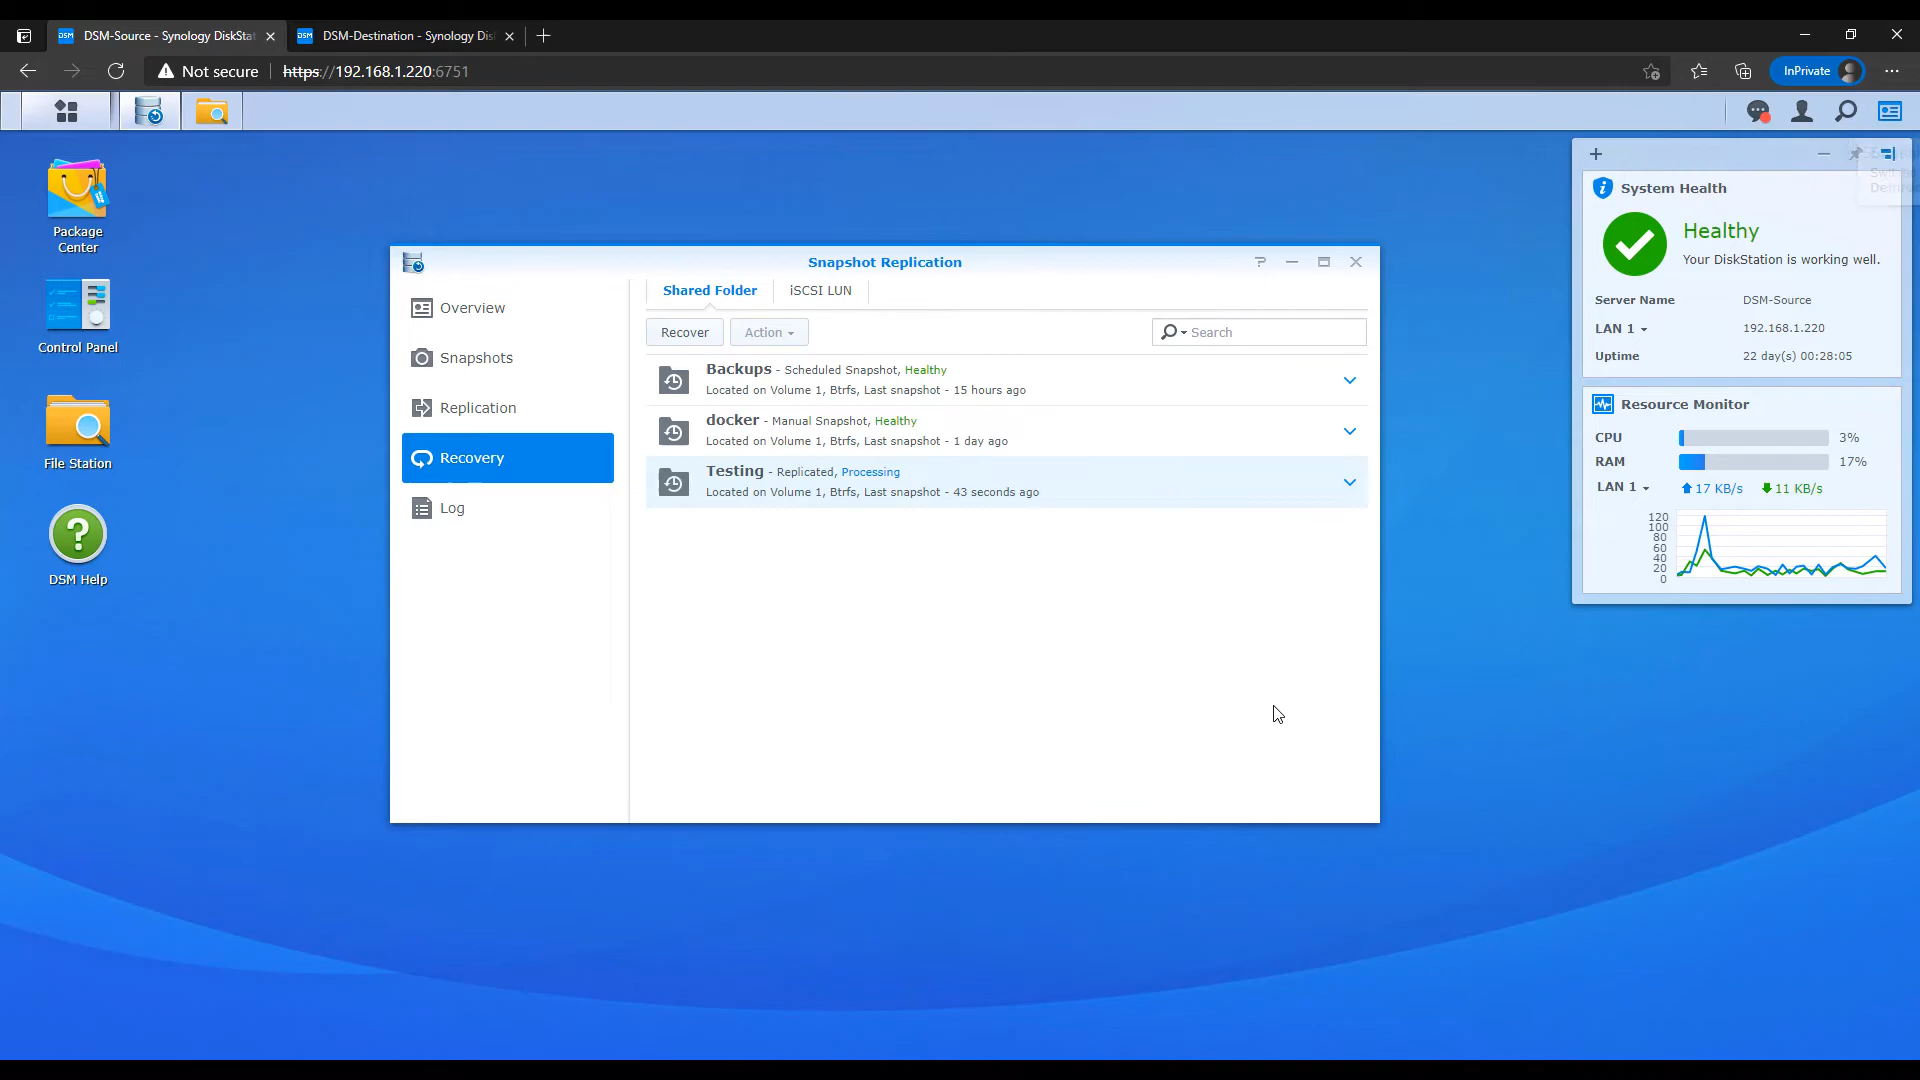 DSM-Source - Synology DiskSta
DSM-Destination - Synology Dis
Not secure
https://192.168.1.220:6751
InPrivate
Package
Center
Control Panel
File Station
DSM Help
Snapshot Replication
Overview
Snapshots
Replication
Recovery
Log
Shared Folder
iSCSI LUN
Recover
Action
Search
Backups - Scheduled Snapshot, Healthy
Located on Volume 1, Btrfs, Last snapshot - 15 hours ago
docker - Manual Snapshot, Healthy
Located on Volume 1, Btrfs, Last snapshot - 1 day ago
Testing - Replicated, Processing
Located on Volume 1, Btrfs, Last snapshot - 43 seconds ago
System Health
Healthy
Your DiskStation is working well.
Server Name DSM-Source
LAN 1 192.168.1.220
Uptime 22 day(s) 00:28:05
Resource Monitor
CPU 3%
RAM 17%
LAN 1 17 KB/s 11 KB/s
120
100
80
60
40
20
0